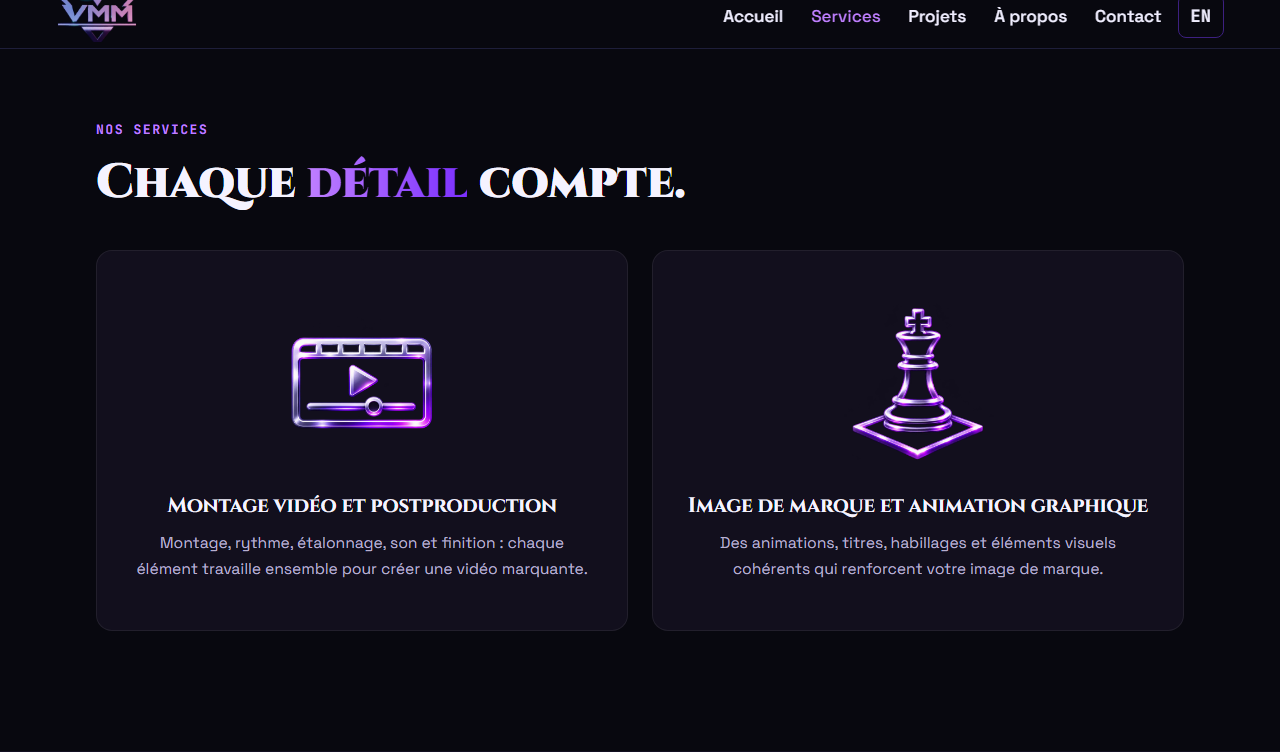 VMM
Accueil Services Projets À propos Contact EN
NOS SERVICES
Chaque détail compte.
Montage vidéo et postproduction
Montage, rythme, étalonnage, son et finition : chaque
élément travaille ensemble pour créer une vidéo marquante.
Image de marque et animation graphique
Des animations, titres, habillages et éléments visuels
cohérents qui renforcent votre image de marque.